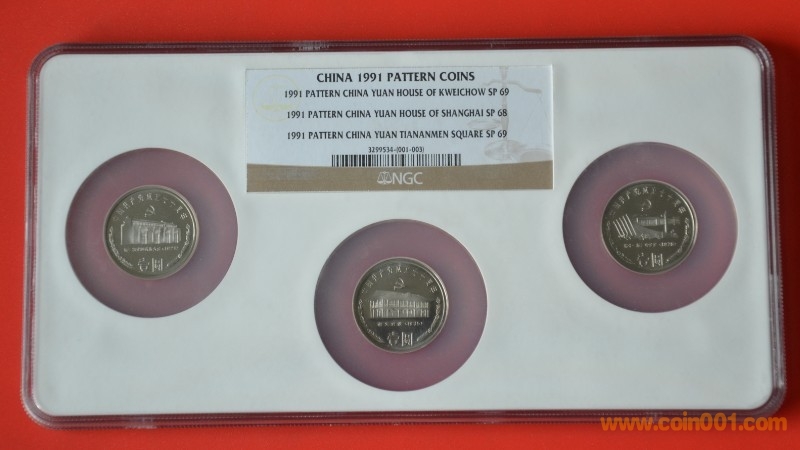 CHINA 1991 PATTERN COINS
1991 PATTERN CHINA YUAN HOUSE OF KWEICHOW SP 69
1991 PATTERN CHINA YUAN HOUSE OF SHANGHAI SP 68
1991 PATTERN CHINA YUAN TIANANMEN SQUARE SP 69
3299534-(001-003)
NGC
www.coin001.com